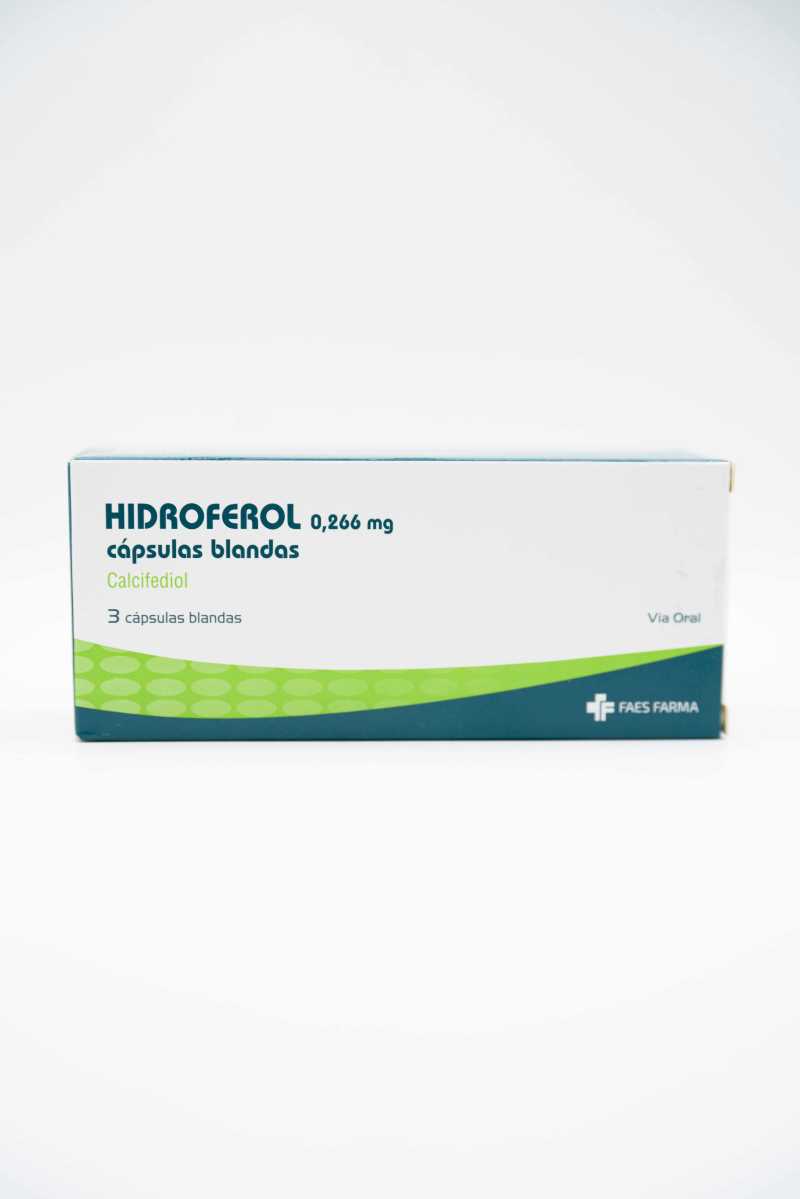 HIDROFEROL 0,266 mg
cápsulas blandas
Calcifediol
3 cápsulas blandas
Via Oral
FAES FARMA